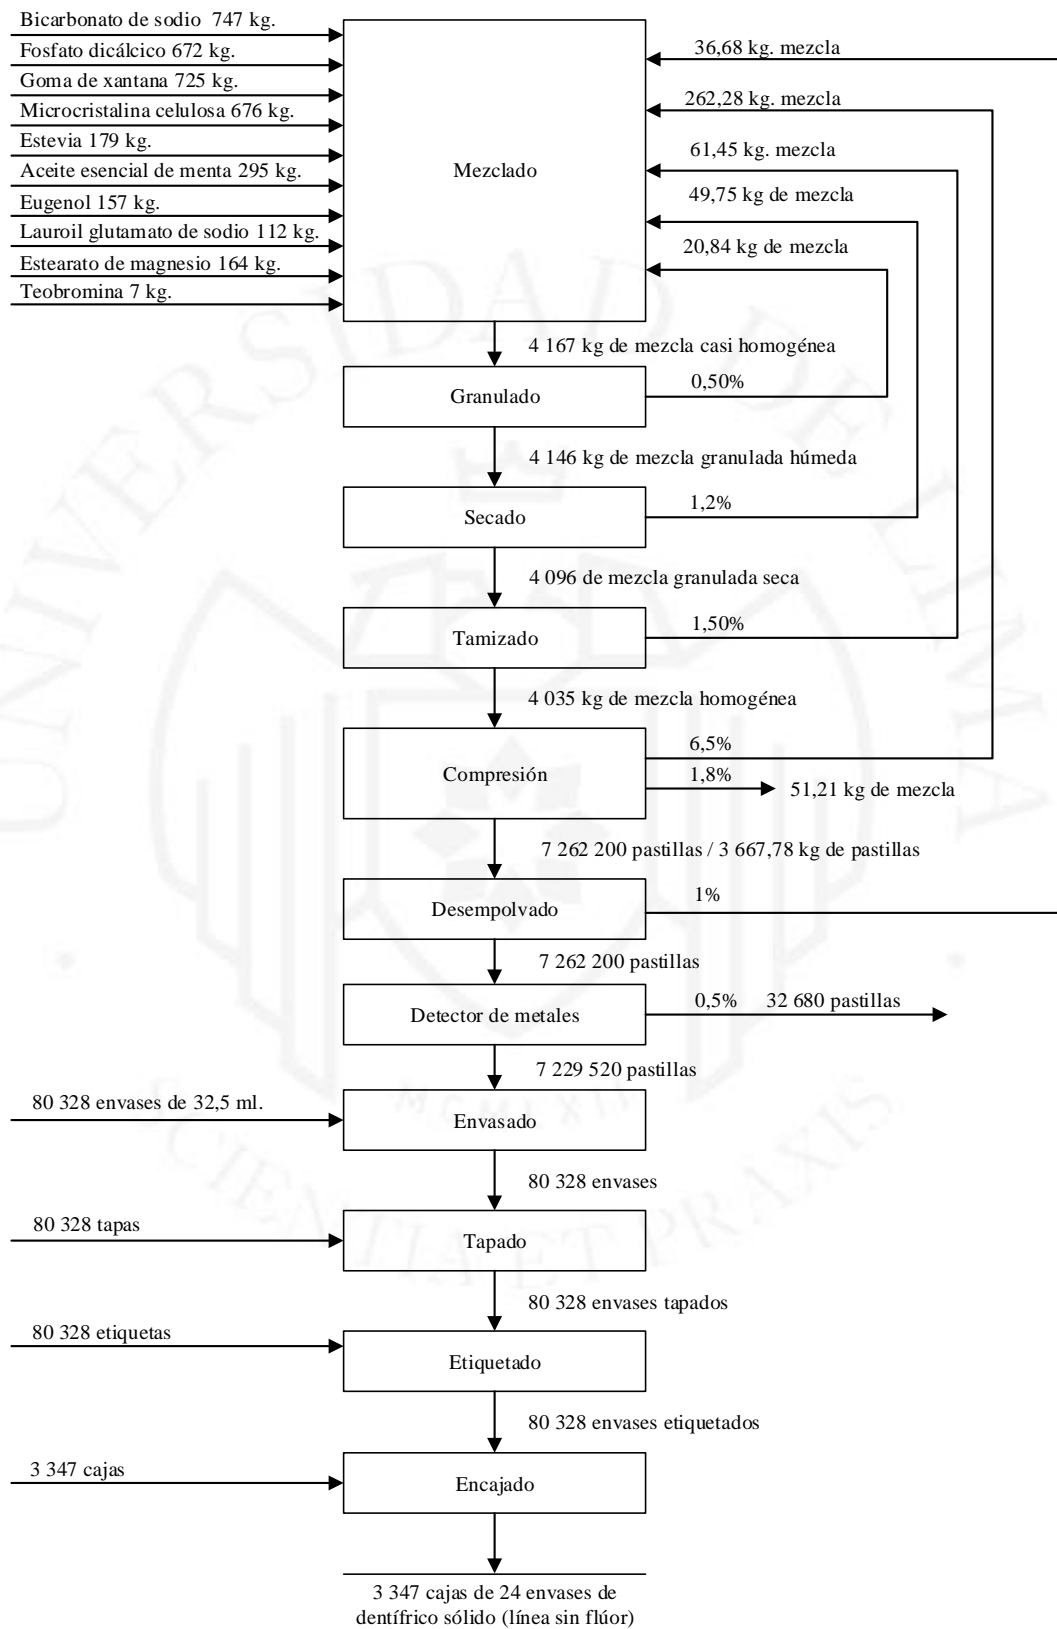 Bicarbonato de sodio 747 kg.
Fosfato dicálcico 672 kg.
Goma de xantana 725 kg.
Microcristalina celulosa 676 kg.
Estevia 179 kg.
Aceite esencial de menta 295 kg.
Eugenol 157 kg.
Lauroil glutamato de sodio 112 kg.
Estearato de magnesio 164 kg.
Teobromina 7 kg.
Mezclado
36,68 kg. mezcla
262,28 kg. mezcla
61,45 kg. mezcla
49,75 kg de mezcla
20,84 kg de mezcla
4 167 kg de mezcla casi homogénea
Granulado
0,50%
4 146 kg de mezcla granulada húmeda
Secado
1,2%
4 096 de mezcla granulada seca
Tamizado
1,50%
4 035 kg de mezcla homogénea
Compresión
6,5%
1,8%
51,21 kg de mezcla
7 262 200 pastillas / 3 667,78 kg de pastillas
Desempolvado
1%
7 262 200 pastillas
Detector de metales
0,5% 32 680 pastillas
7 229 520 pastillas
80 328 envases de 32,5 ml.
Envasado
80 328 envases
80 328 tapas
Tapado
80 328 envases tapados
80 328 etiquetas
Etiquetado
80 328 envases etiquetados
3 347 cajas
Encajado
3 347 cajas de 24 envases de
dentífrico sólido (línea sin flúor)
UNIVERSIDAD DE LIMA
MCMLXII
SCIENTIA ET PRAXIS